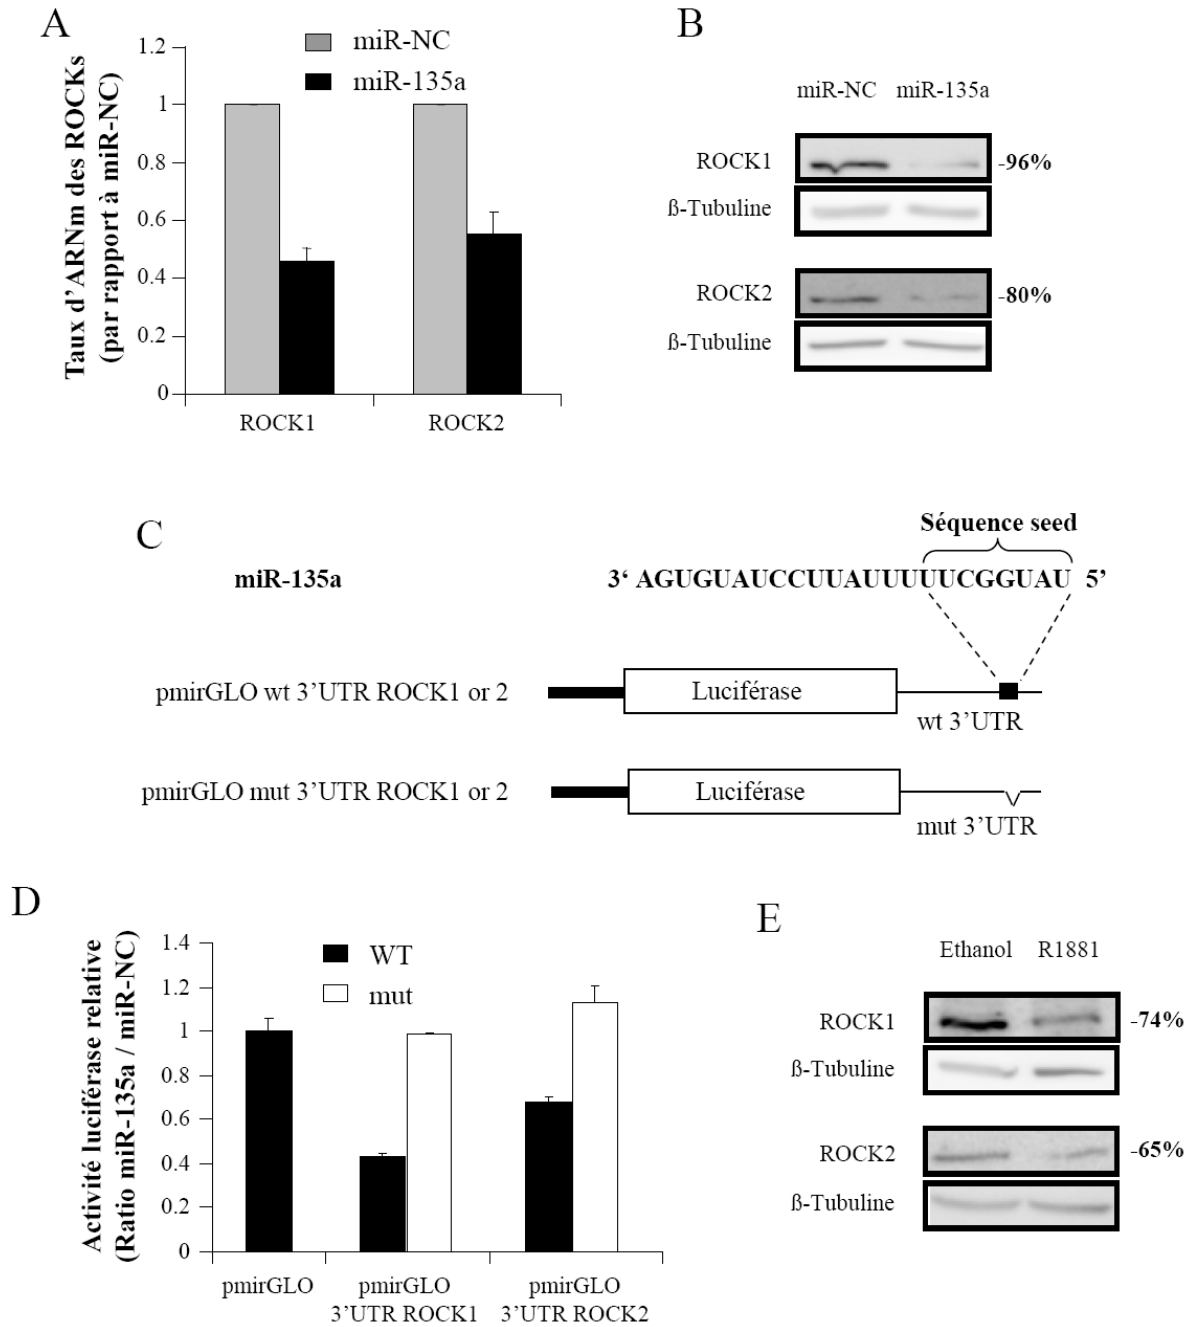 A
miR-NC
miR-135a
Taux d’ARNm des ROCKs
(par rapport à miR-NC)
1.2
1
0.8
0.6
0.4
0.2
0
ROCK1
ROCK2
B
miR-NC miR-135a
ROCK1
-96%
ß-Tubuline
ROCK2
-80%
ß-Tubuline
C
Séquence seed
miR-135a
3‘ AGUGUAUCCUUAUUUUUCGGUAU 5’
pmirGLO wt 3’UTR ROCK1 or 2
Luciférase
wt 3’UTR
pmirGLO mut 3’UTR ROCK1 or 2
Luciférase
mut 3’UTR
D
WT
mut
Activité luciférase relative
(Ratio miR-135a / miR-NC)
1.4
1.2
1
0.8
0.6
0.4
0.2
0
pmirGLO
pmirGLO
3’UTR ROCK1
pmirGLO
3’UTR ROCK2
E
Ethanol R1881
ROCK1
-74%
ß-Tubuline
ROCK2
-65%
ß-Tubuline